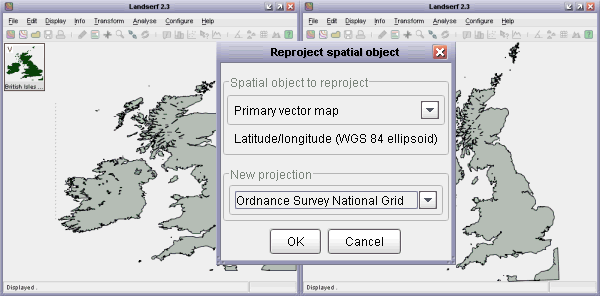 Landserf 2.3
Landserf 2.3
File Edit Display Info Transform Analyse Configure Help
File Edit Display Info Transform Analyse Configure Help
V
British Isles ...
Reproject spatial object
Spatial object to reproject
Primary vector map
Latitude/longitude (WGS 84 ellipsoid)
New projection
Ordnance Survey National Grid
OK Cancel
Displayed .
Displayed .